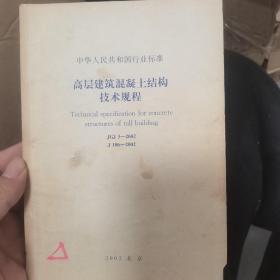 中华人民共和国行业标准
高层建筑混凝土结构
技术规程
Technical specification for concrete
structures of tall building
JGJ 3—2002
J 186—2002
2002 北京